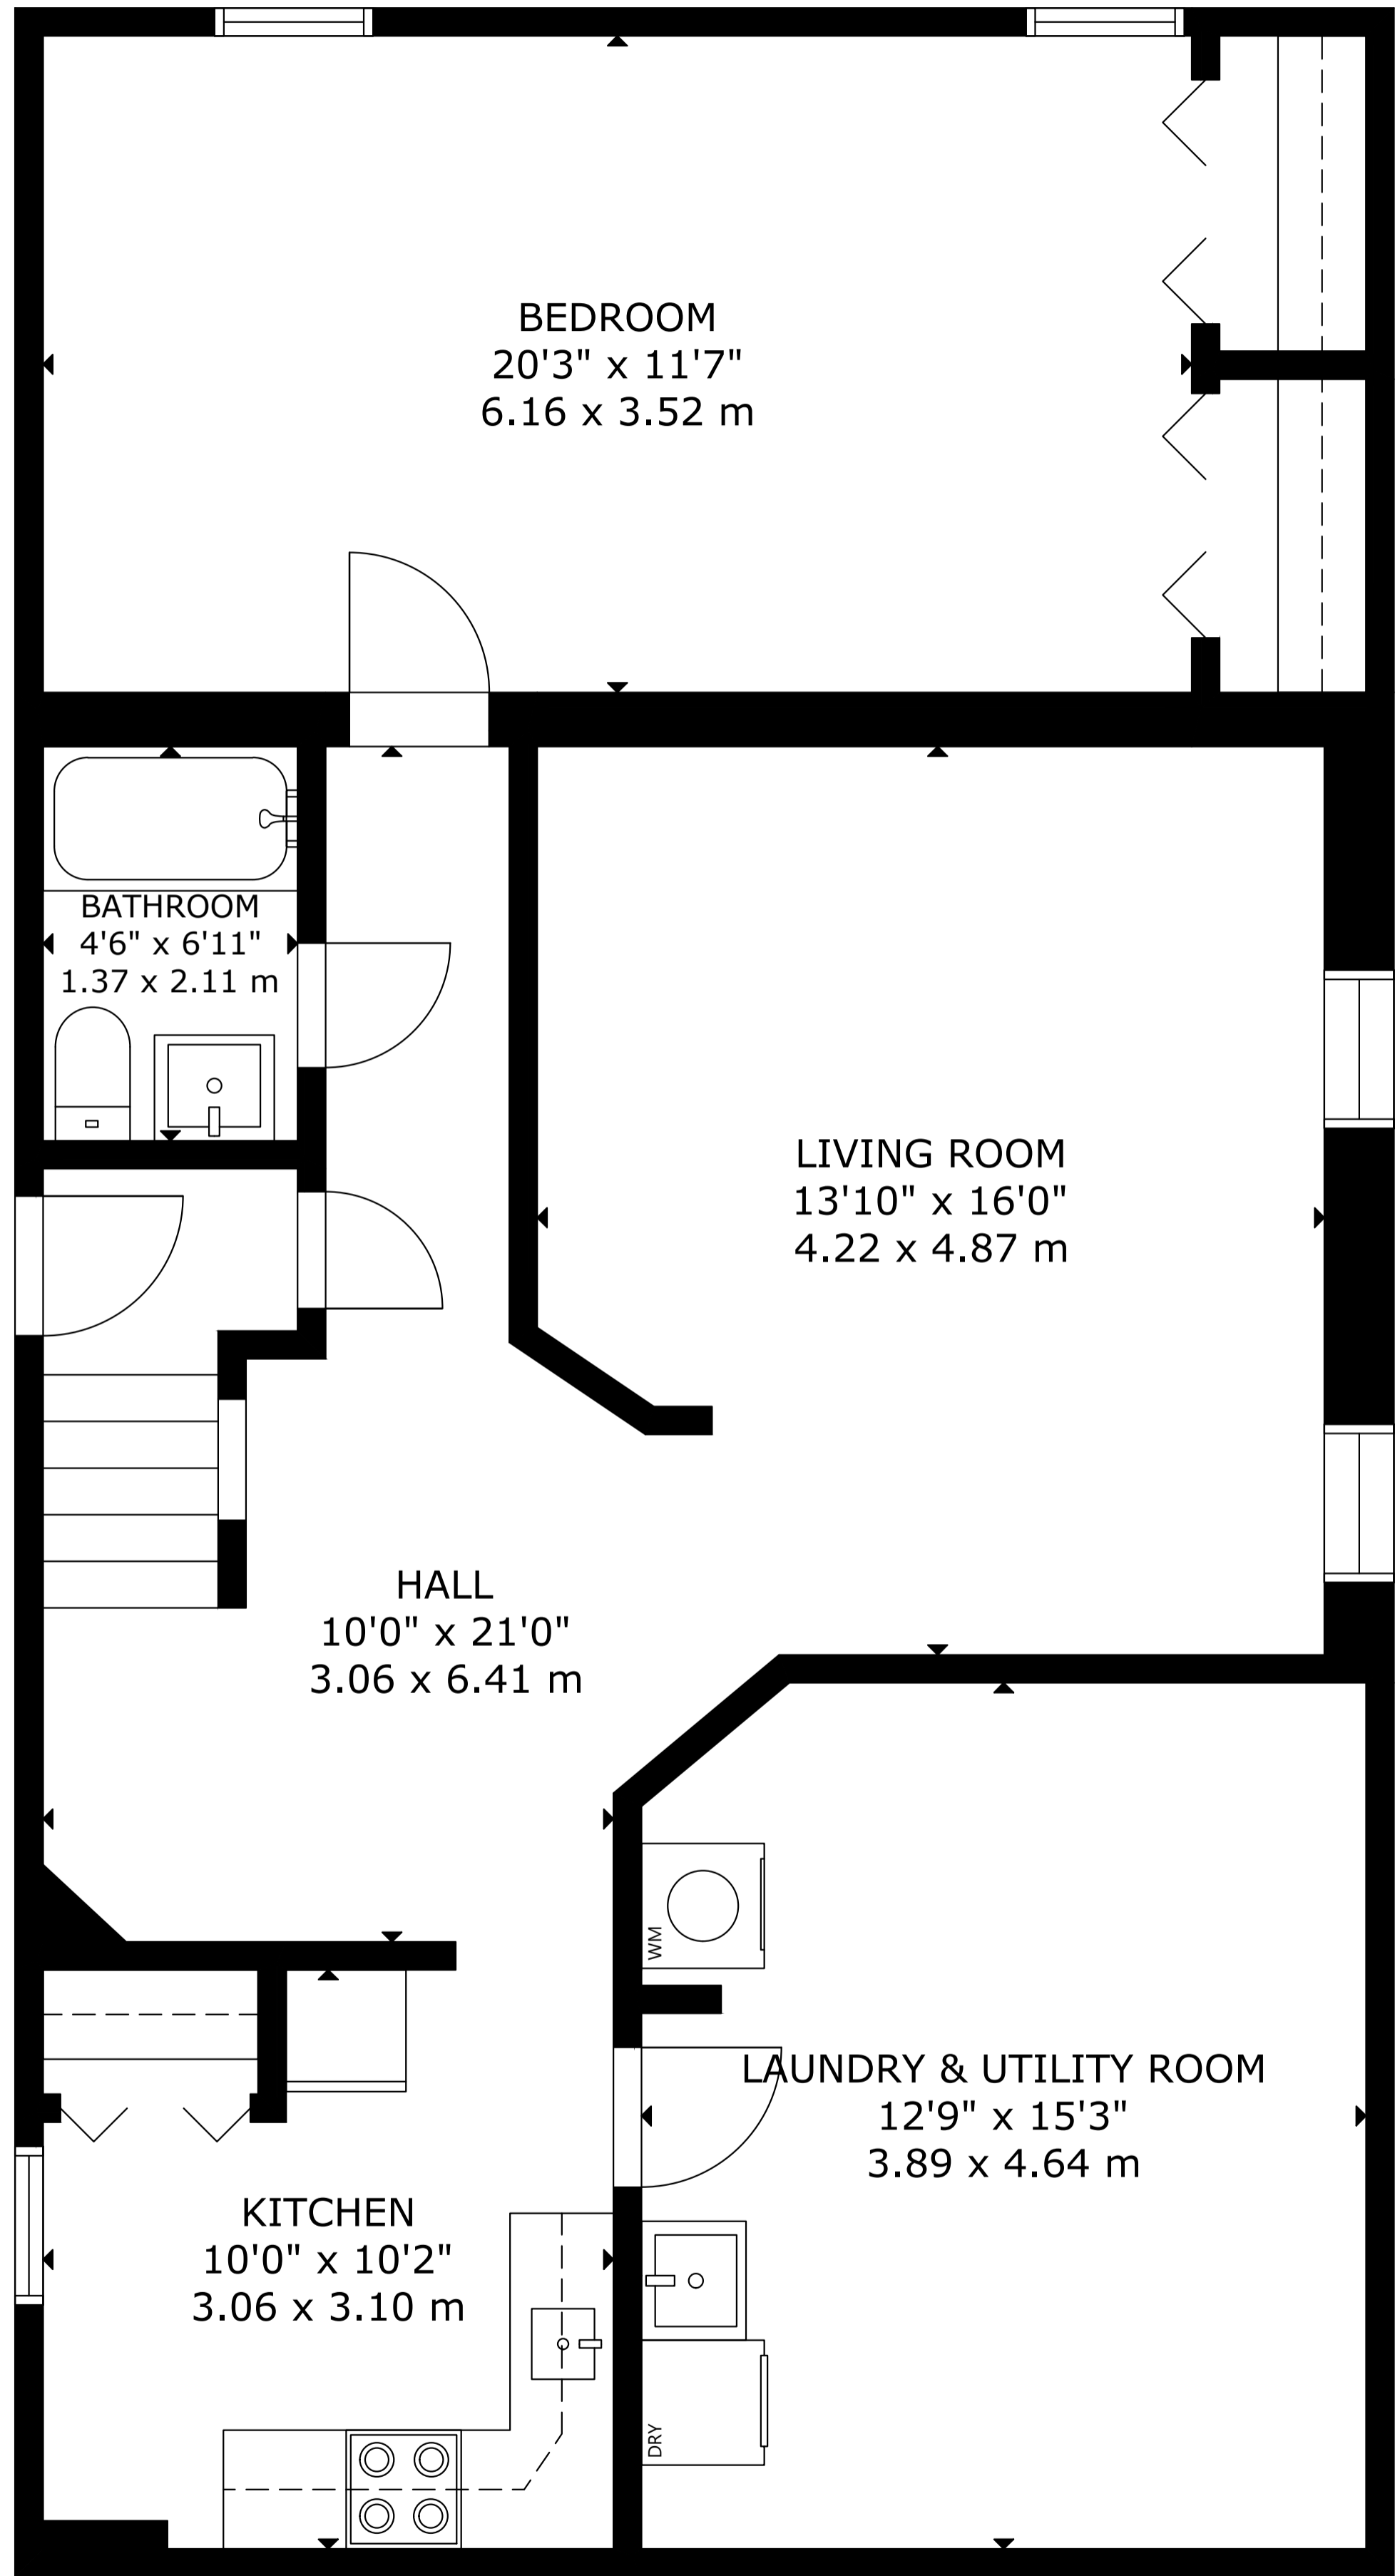 BEDROOM
20'3" x 11'7"
6.16 x 3.52 m
BATHROOM
4'6" x 6'11"
1.37 x 2.11 m
LIVING ROOM
13'10" x 16'0"
4.22 x 4.87 m
HALL
10'0" x 21'0"
3.06 x 6.41 m
WM
LAUNDRY & UTILITY ROOM
12'9" x 15'3"
3.89 x 4.64 m
KITCHEN
10'0" x 10'2"
3.06 x 3.10 m
DRY